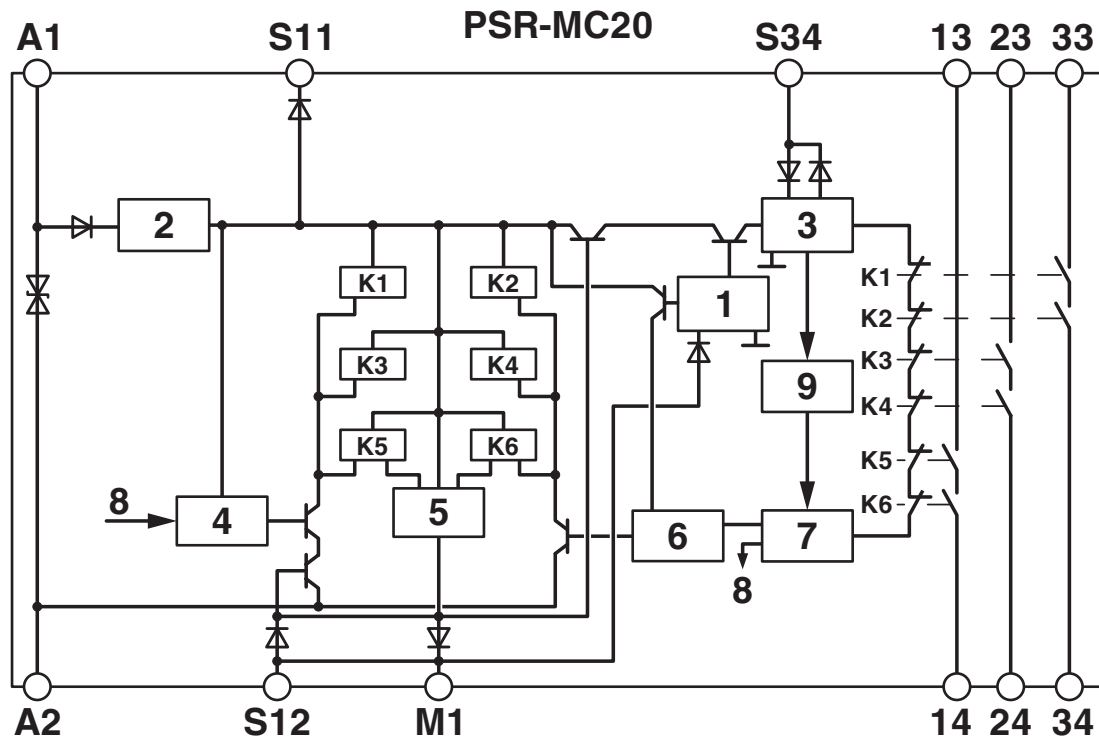 PSR-MC20
A1 S11 S34 13 23 33
2 3
K1 K2 1 K1
K2
K3 K4 9 K3
K4
K5 K6 K5
8 4 5 6 7 K6
8
A2 S12 M1 14 24 34